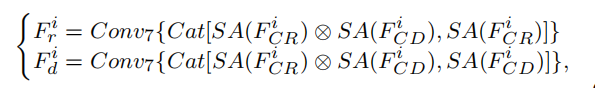 F_r^i = Conv_7{Cat[SA(F_{CR}^i) ⊗ SA(F_{CD}^i), SA(F_{CR}^i)]}
F_d^i = Conv_7{Cat[SA(F_{CR}^i) ⊗ SA(F_{CD}^i), SA(F_{CD}^i)]},